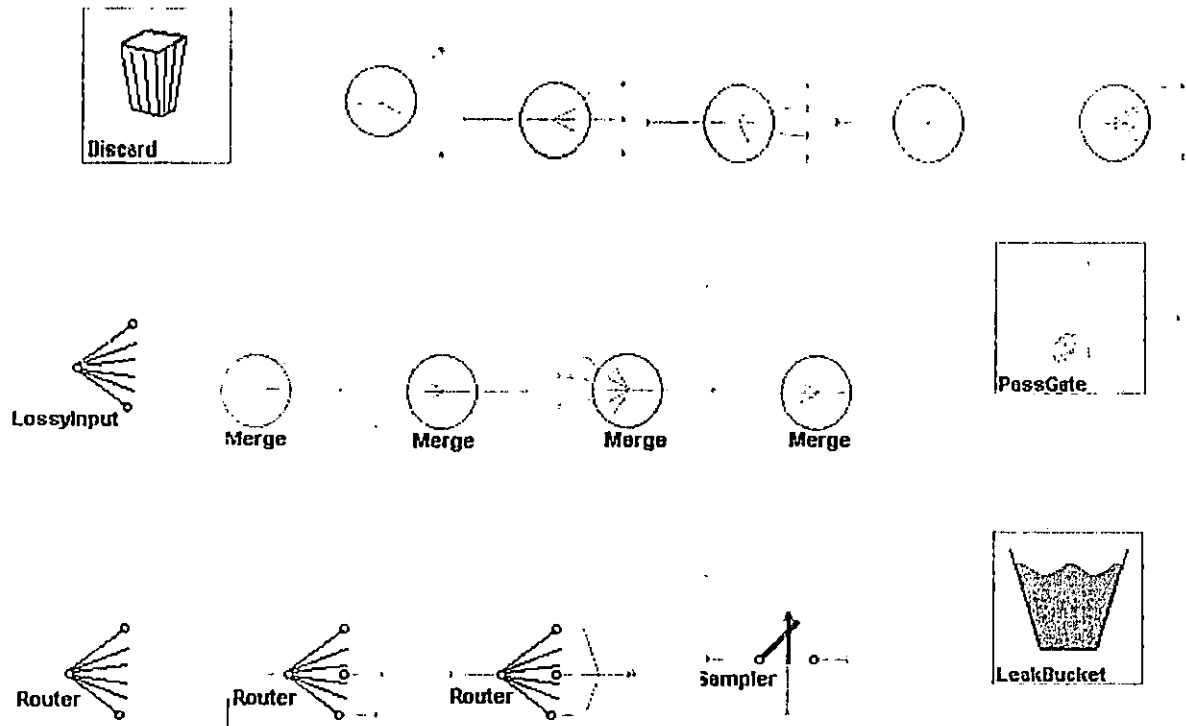 Discard
LossyInput
Merge
Merge
Merge
Merge
PassGate
Router
Router
Router
Sampler
LeakBucket